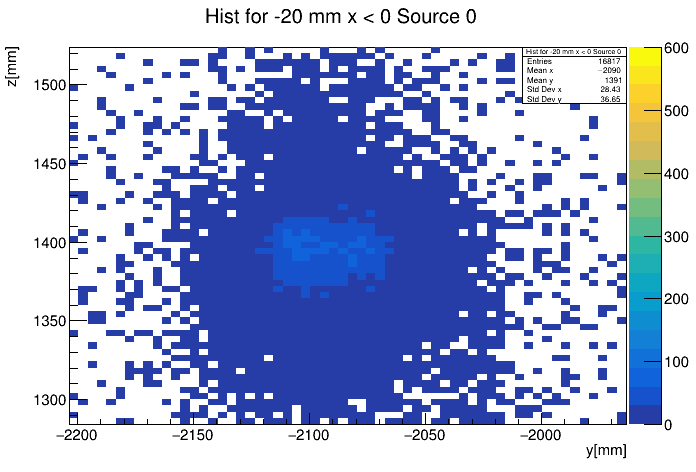 Hist for -20 mm x < 0 Source 0
Hist for -20 mm x < 0 Source 0
Entries 16817
Mean x −2090
Mean y 1391
Std Dev x 28.43
Std Dev y 36.65
z[mm]
1500
1450
1400
1350
1300
−2200 −2150 −2100 −2050 −2000
y[mm]
600
500
400
300
200
100
0